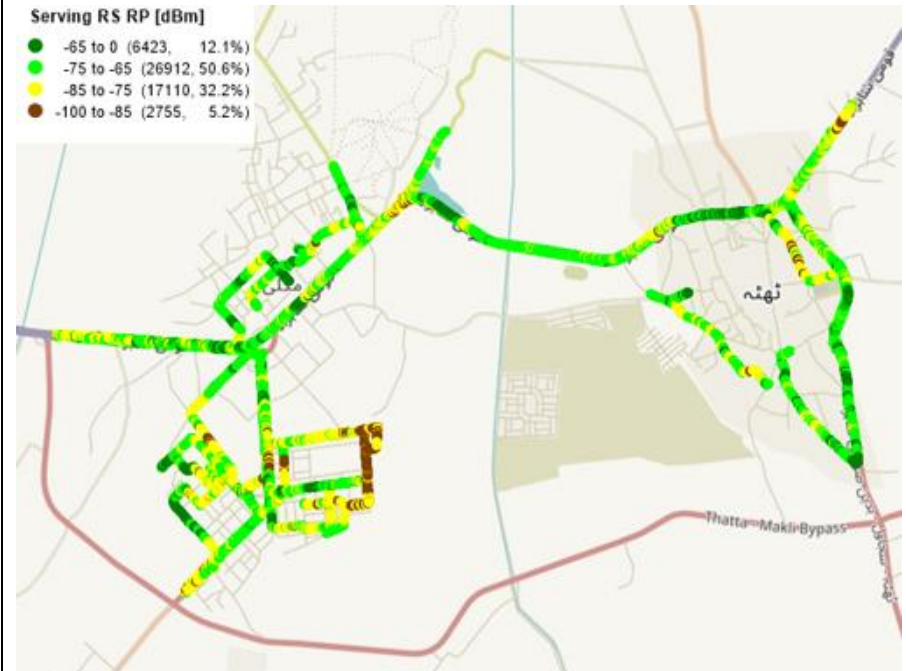 Serving RS RP [dBm]
-65 to 0 (6423, 12.1%)
-75 to -65 (26912, 50.6%)
-85 to -75 (17110, 32.2%)
-100 to -85 (2755, 5.2%)
ٹھٹہ
Thatta - Makli Bypass